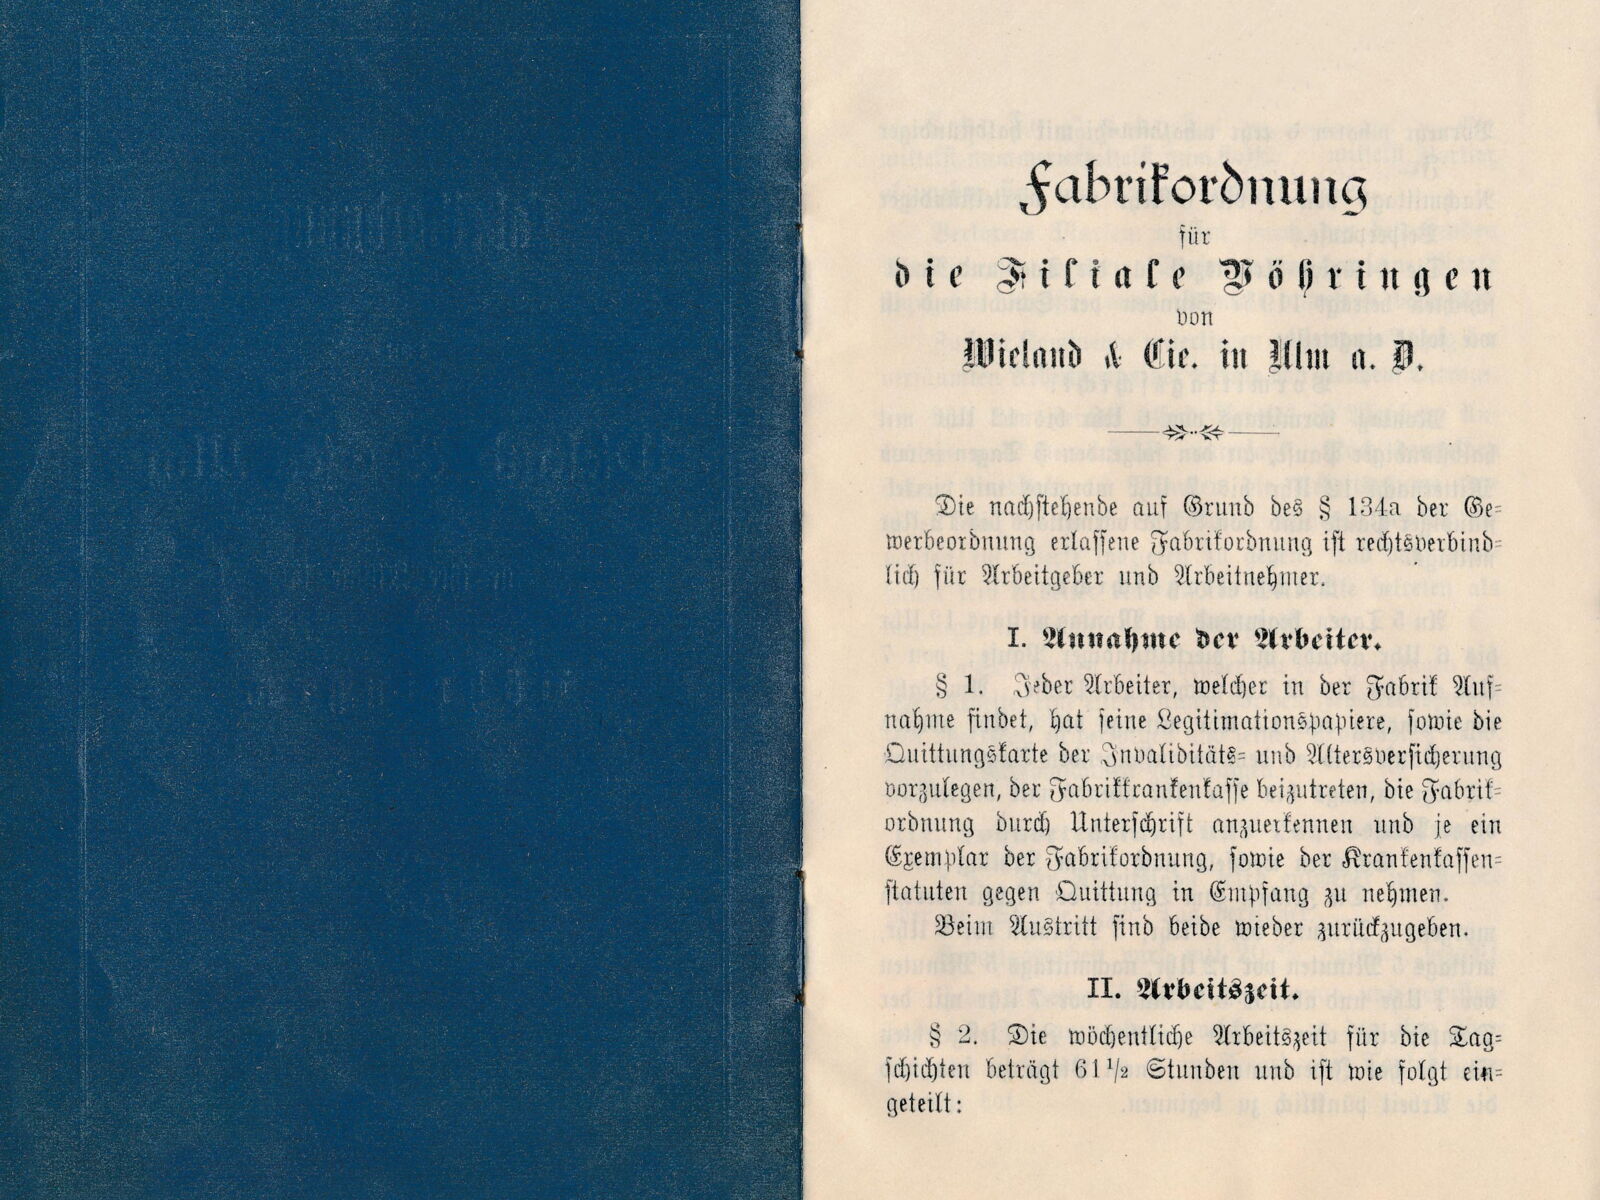 Fabrikordnung
für
die Filiale Vöhringen
von
Wieland & Cie. in Ulm a. D.
Die nachstehende auf Grund des § 134a der Ge-
werbeordnung erlassene Fabrikordnung ist rechtsverbind-
lich für Arbeitgeber und Arbeitnehmer.
I. Annahme der Arbeiter.
§ 1. Jeder Arbeiter, welcher in der Fabrik Auf-
nahme findet, hat seine Legitimationspapiere, sowie die
Quittungskarte der Invaliditäts- und Altersversicherung
vorzulegen, der Fabrikkrankenkasse beizutreten, die Fabrik-
ordnung durch Unterschrift anzuerkennen und je ein
Exemplar der Fabrikordnung, sowie der Krankenkassen-
statuten gegen Quittung in Empfang zu nehmen.
Beim Austritt sind beide wieder zurückzugeben.
II. Arbeitszeit.
§ 2. Die wöchentliche Arbeitszeit für die Tag-
schichten beträgt 61 1/2 Stunden und ist wie folgt ein-
geteilt: